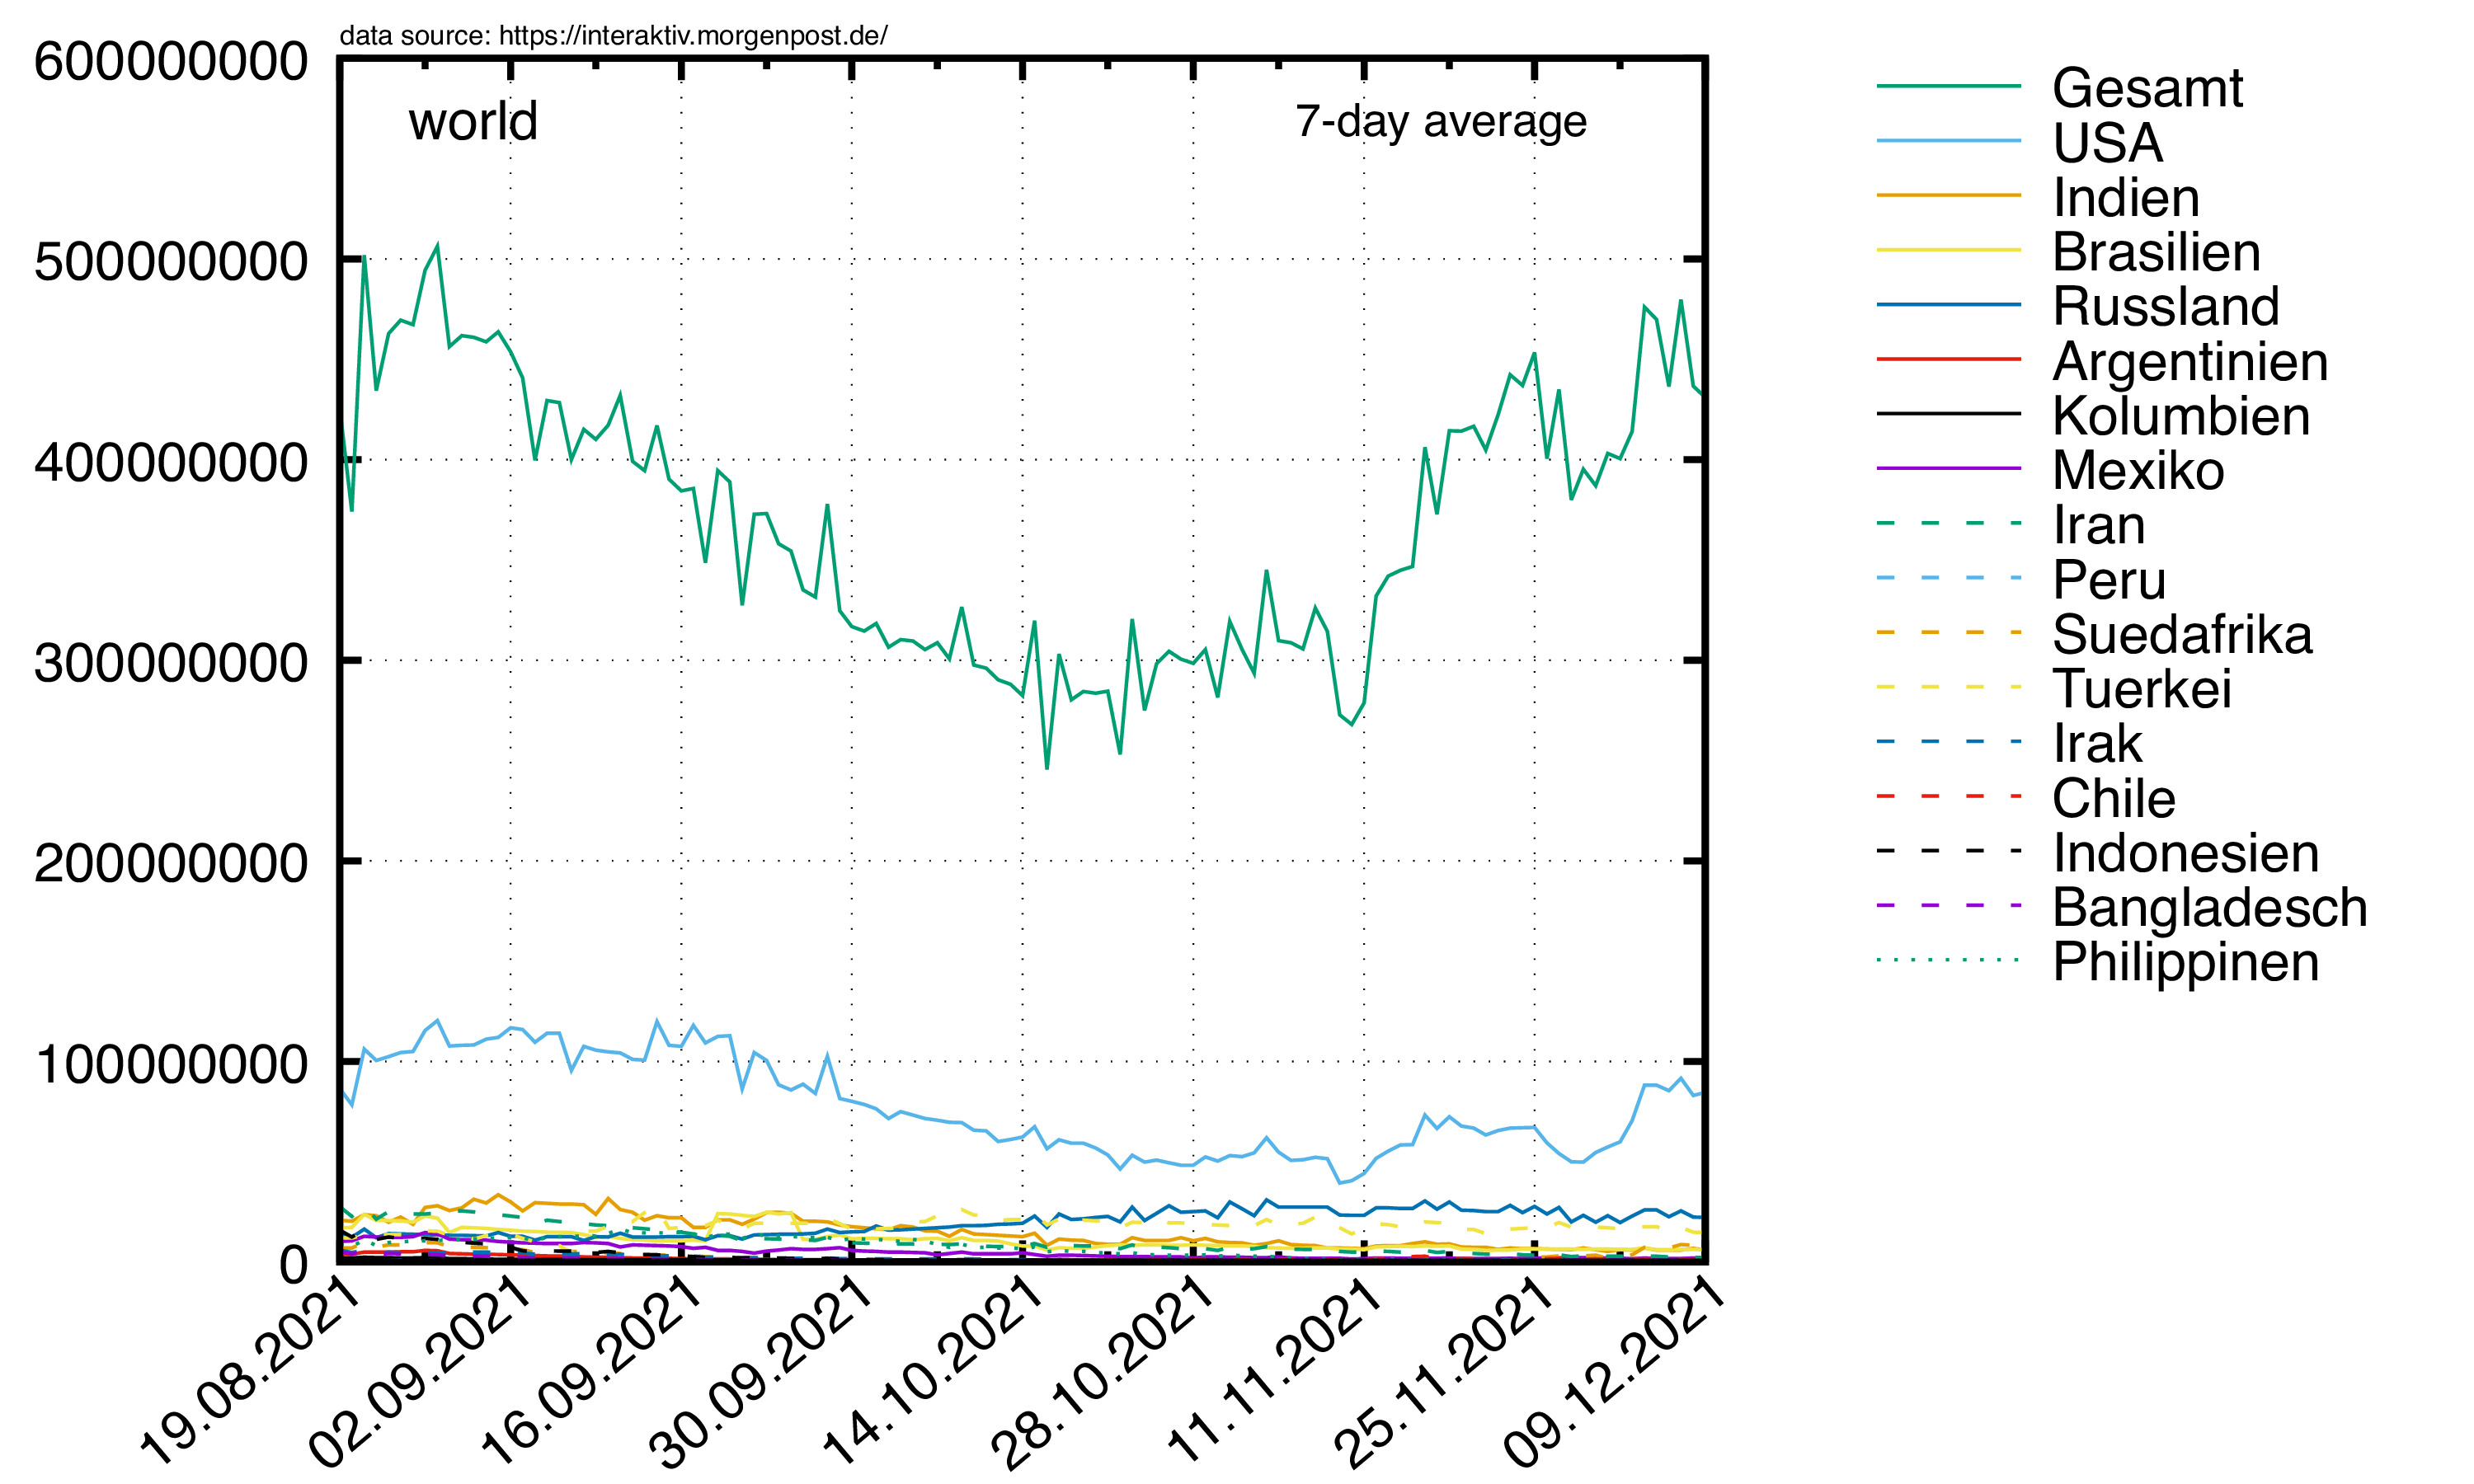 data source: https://interaktiv.morgenpost.de/
world
7-day average
600000000
500000000
400000000
300000000
200000000
100000000
0
19.08.2021
02.09.2021
16.09.2021
30.09.2021
14.10.2021
28.10.2021
11.11.2021
25.11.2021
09.12.2021
Gesamt
USA
Indien
Brasilien
Russland
Argentinien
Kolumbien
Mexiko
Iran
Peru
Suedafrika
Tuerkei
Irak
Chile
Indonesien
Bangladesch
Philippinen